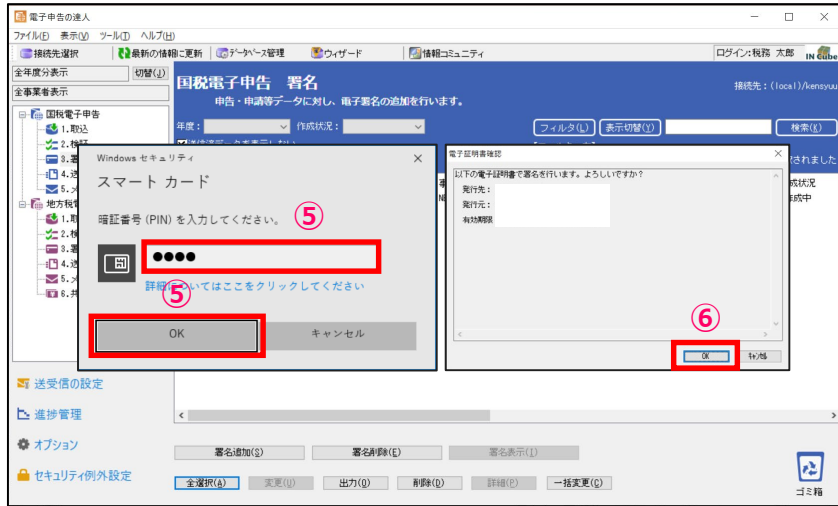 電子申告の達人
ファイル(F) 表示(V) ツール(T) ヘルプ(H)
接続先選択 最新の情報に更新 データベース管理 ウィザード 情報コミュニティ ログイン:税務 太郎 IN Cube
全年度分表示 切替(J)
全事業者表示
国税電子申告 署名
申告・申請等データに対し、電子署名の追加を行います。
接続先:(local)/kensyuu
年度: 作成状況: フィルタ(L) 表示切替(Y) 検索(K)
国税電子申告
1.取込
2.検証
3.署
4.送
5.メ
地方税電
1.取
2.検
3.署
4.送
5.メ
6.共
Windows セキュリティ
スマート カード
暗証番号 (PIN) を入力してください。 ⑤
●●●●
詳細についてはここをクリックしてください
⑤
OK キャンセル
電子証明書確認
以下の電子証明書で署名を行います。よろしいですか?
発行先:
発行元:
有効期限
⑥
OK キャンセル
されました
成状況
作成中
送受信の設定
進捗管理
オプション
セキュリティ例外設定
署名追加(S) 署名削除(E) 署名表示(I)
全選択(A) 変更(U) 出力(O) 削除(D) 詳細(P) 一括変更(C)
ゴミ箱